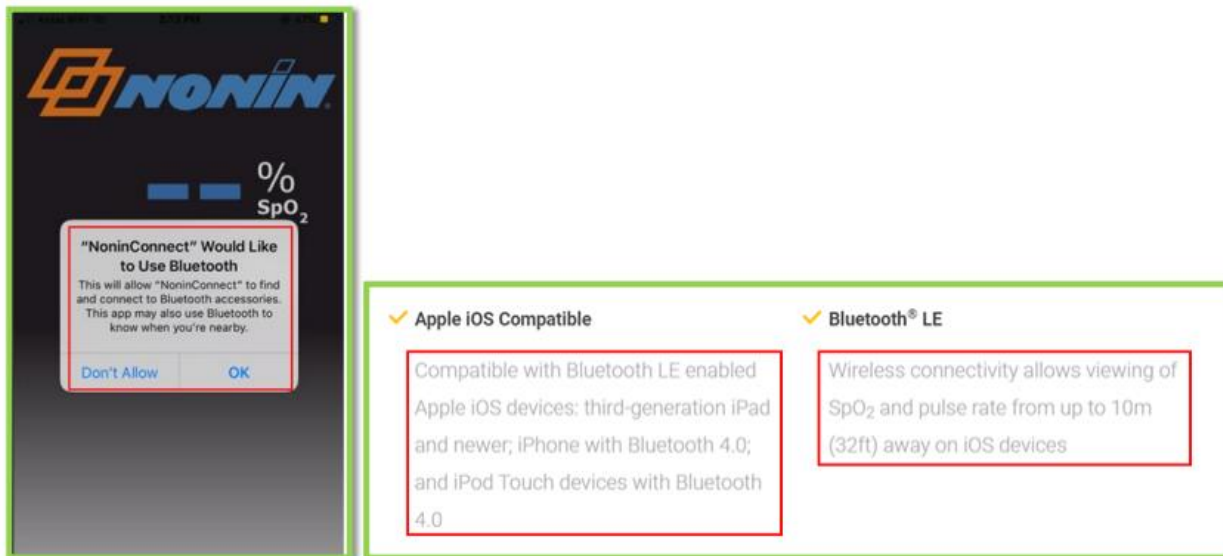 2:13 PM
NONIN®
%
SpO2
"NoninConnect" Would Like
to Use Bluetooth
This will allow "NoninConnect" to find
and connect to Bluetooth accessories.
This app may also use Bluetooth to
know when you're nearby.
Don't Allow OK
Apple iOS Compatible
Compatible with Bluetooth LE enabled
Apple iOS devices: third-generation iPad
and newer; iPhone with Bluetooth 4.0;
and iPod Touch devices with Bluetooth
4.0
Bluetooth® LE
Wireless connectivity allows viewing of
SpO2 and pulse rate from up to 10m
(32ft) away on iOS devices